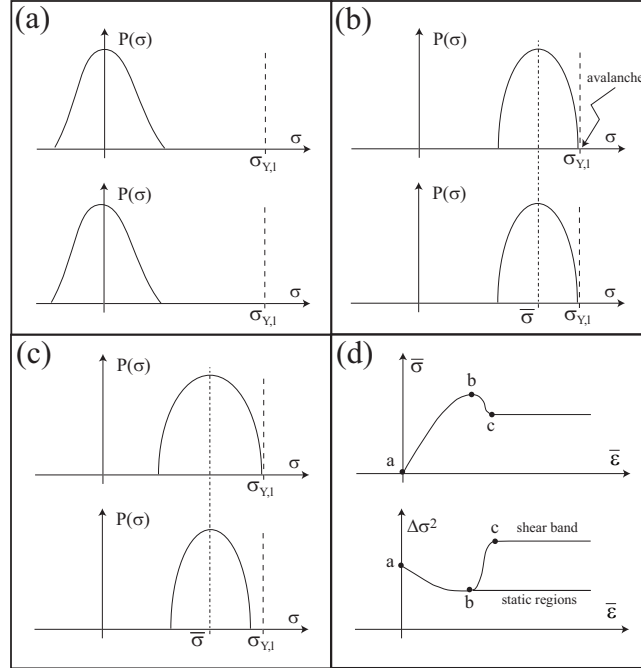 (a)
P(σ)
σ
σY,l
P(σ)
σ
σY,l
(b)
P(σ)
avalanche
σ
σY,l
P(σ)
σ
σ̅
σY,l
(c)
P(σ)
σ
σY,l
P(σ)
σ
σ̅
σY,l
(d)
σ̅
b
c
a
ε̅
Δσ²
c
shear band
a
b
static regions
ε̅